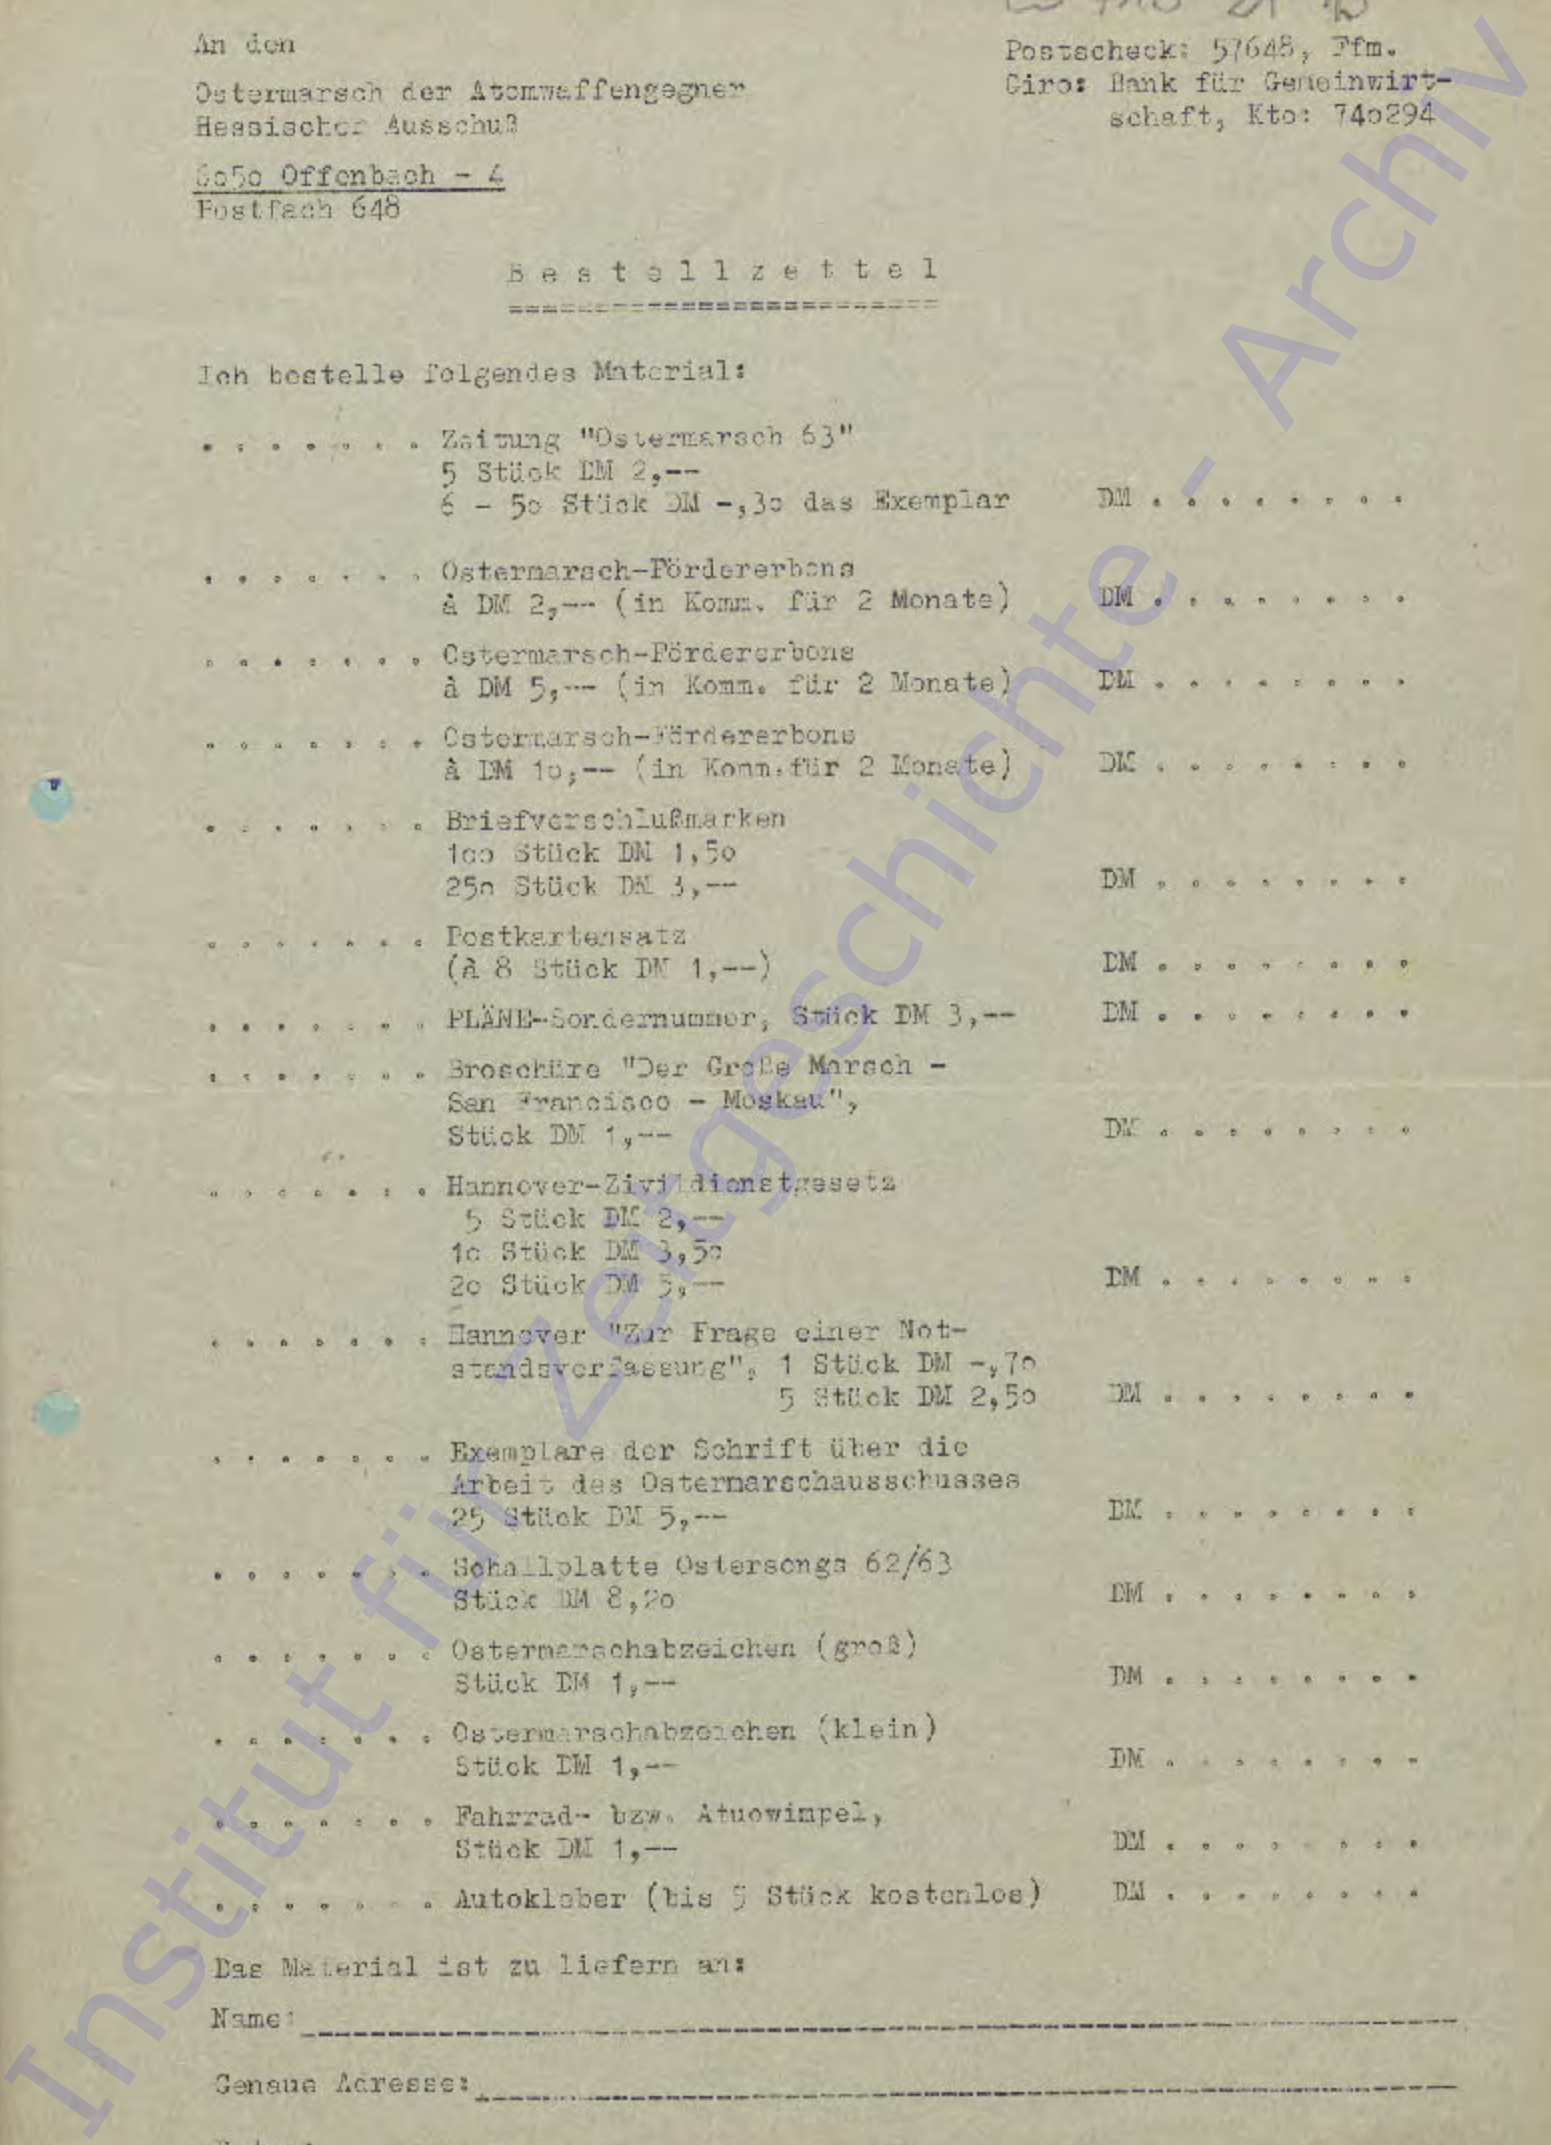 An den
Ostermarsch der Atomwaffengegner
Hessischer Ausschuß
6o5o Offenbach - 4
Postfach 648
Postscheck: 57648, Ffm.
Giro: Bank für Gemeinwirt-
schaft, Kto: 74o294
B e s t e l l z e t t e l
=========================
Ich bestelle folgendes Material:
. . . . . . . Zeitung "Ostermarsch 63"
5 Stück DM 2,--
6 - 5o Stück DM -,3o das Exemplar DM . . . . . . . .
. . . . . . . Ostermarsch-Fördererbons
à DM 2,-- (in Komm. für 2 Monate) DM . . . . . . . .
. . . . . . . Ostermarsch-Fördererbons
à DM 5,-- (in Komm. für 2 Monate) DM . . . . . . . .
. . . . . . . Ostermarsch-Fördererbons
à DM 1o,-- (in Komm.für 2 Monate) DM . . . . . . . .
. . . . . . . Briefverschlußmarken
1oo Stück DM 1,5o
25o Stück DM 3,-- DM . . . . . . . .
. . . . . . . Postkartensatz
(à 8 Stück DM 1,--) DM . . . . . . . .
. . . . . . . PLÄNE-Sondernummer, Stück DM 3,-- DM . . . . . . . .
. . . . . . . Broschüre "Der Große Marsch -
San Francisco - Moskau",
Stück DM 1,-- DM . . . . . . . .
. . . . . . . Hannover-Zivildienstgesetz
5 Stück DM 2,--
1o Stück DM 3,5o
2o Stück DM 5,-- DM . . . . . . . .
. . . . . . . Hannover "Zur Frage einer Not-
standsverfassung", 1 Stück DM -,7o
5 Stück DM 2,5o DM . . . . . . . .
. . . . . . . Exemplare der Schrift über die
Arbeit des Ostermarschausschusses
25 Stück DM 5,-- DM . . . . . . . .
. . . . . . . Schallplatte Ostersongs 62/63
Stück DM 8,2o DM . . . . . . . .
. . . . . . . Ostermarschabzeichen (groß)
Stück DM 1,-- DM . . . . . . . .
. . . . . . . Ostermarschabzeichen (klein)
Stück DM 1,-- DM . . . . . . . .
. . . . . . . Fahrrad- bzw. Atuowimpel,
Stück DM 1,-- DM . . . . . . . .
. . . . . . . Autokleber (bis 5 Stück kostenlos) DM . . . . . . . .
Das Material ist zu liefern an:
Name:
Genaue Adresse:
Institut für Zeitgeschichte - Archiv